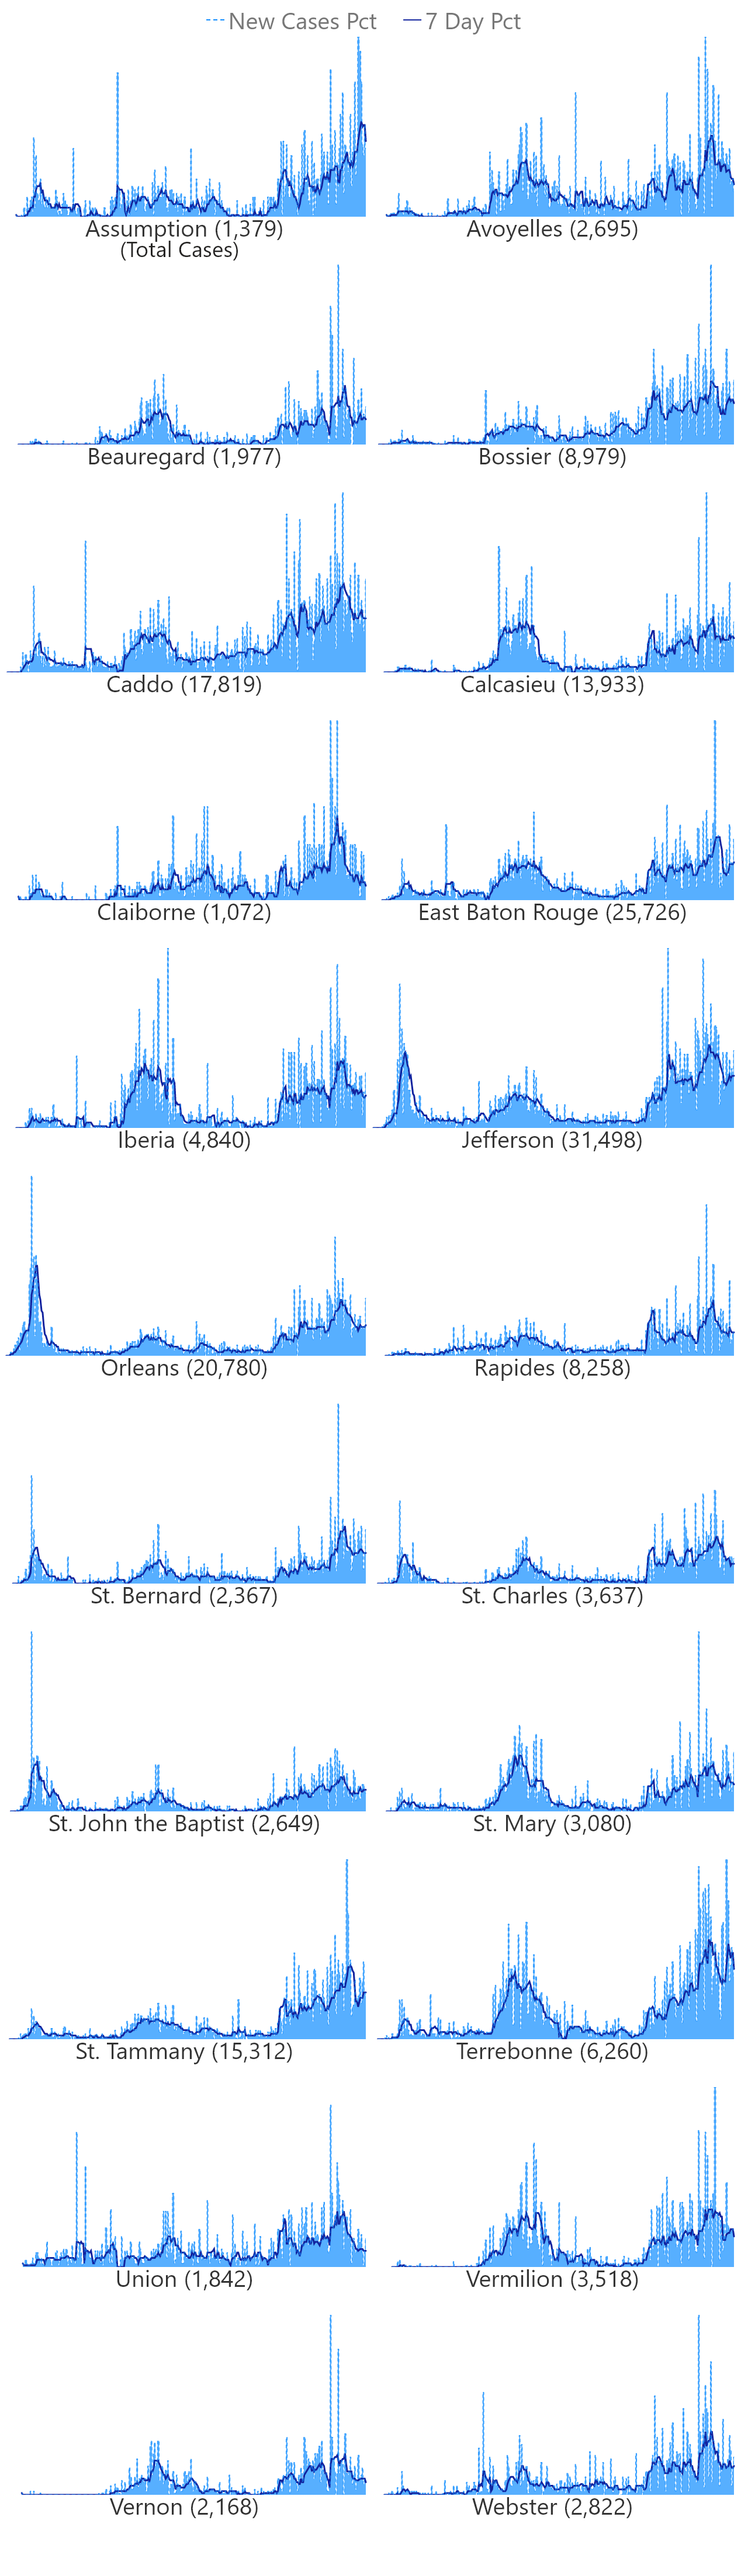 New Cases Pct 7 Day Pct
Assumption (1,379) Avoyelles (2,695)
(Total Cases)
Beauregard (1,977) Bossier (8,979)
Caddo (17,819) Calcasieu (13,933)
Claiborne (1,072) East Baton Rouge (25,726)
Iberia (4,840) Jefferson (31,498)
Orleans (20,780) Rapides (8,258)
St. Bernard (2,367) St. Charles (3,637)
St. John the Baptist (2,649) St. Mary (3,080)
St. Tammany (15,312) Terrebonne (6,260)
Union (1,842) Vermilion (3,518)
Vernon (2,168) Webster (2,822)